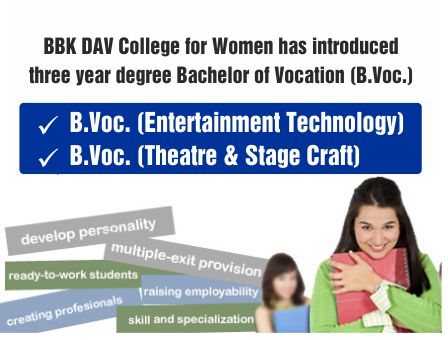 BBK DAV College for Women has introduced
three year degree Bachelor of Vocation (B.Voc.)
✓ B.Voc. (Entertainment Technology)
✓ B.Voc. (Theatre & Stage Craft)
develop personality
multiple-exit provision
ready-to-work students
raising employability
creating profesionals
skill and specialization